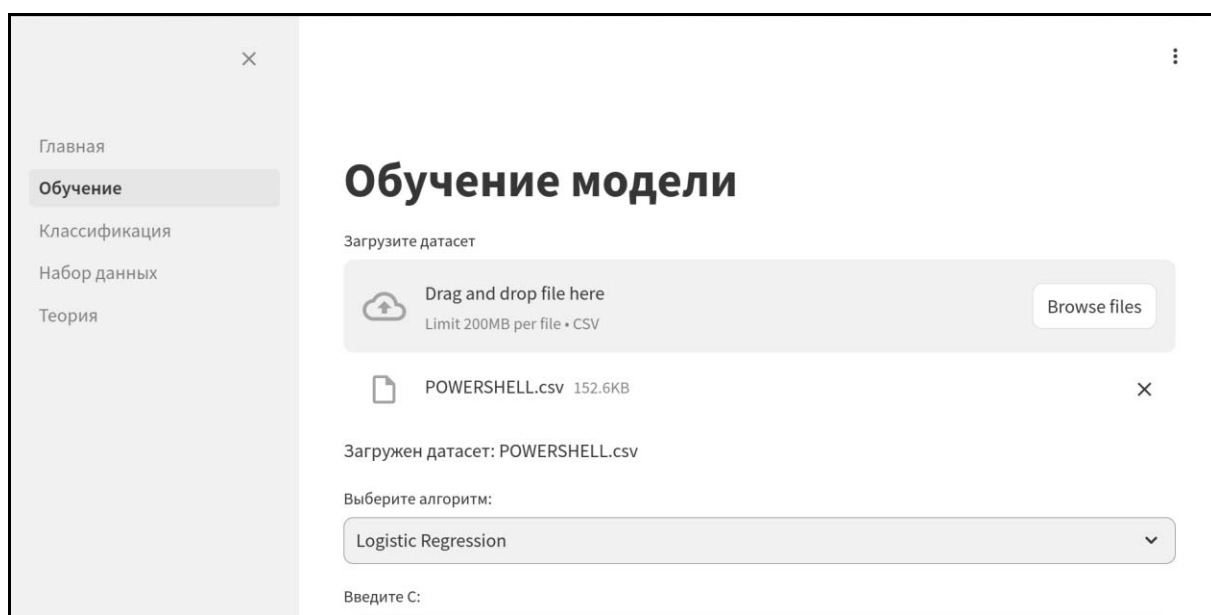 Главная
Обучение
Классификация
Набор данных
Теория
Обучение модели
Загрузите датасет
Drag and drop file here
Limit 200MB per file • CSV
Browse files
POWERSHELL.csv 152.6KB
Загружен датасет: POWERSHELL.csv
Выберите алгоритм:
Logistic Regression
Введите C: